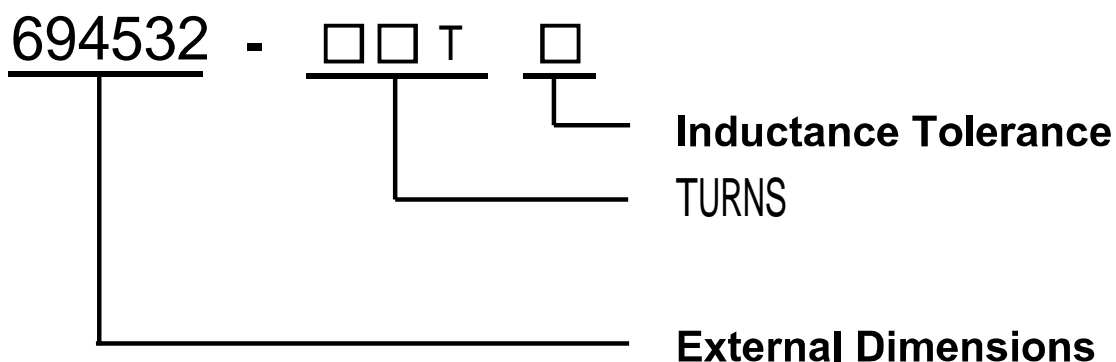 694532 - □□T □
Inductance Tolerance
TURNS
External Dimensions